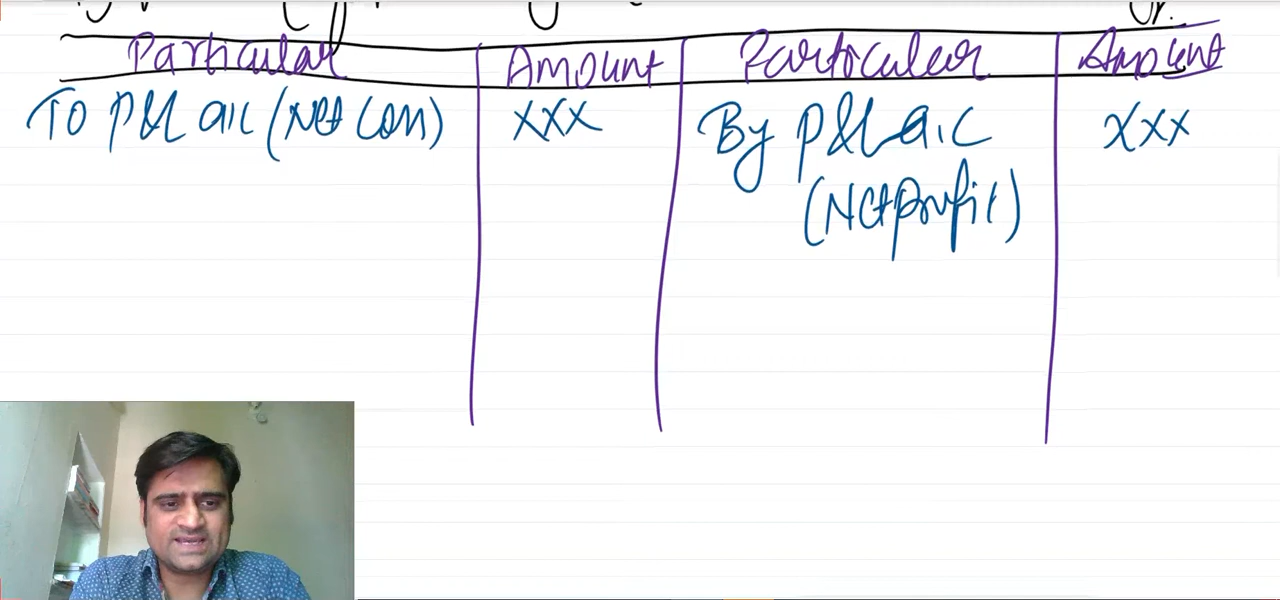 Particular Amount Particular Amount
To P&L a/c (Net Loss) XXX By P&L a/c XXX
(Net profit)